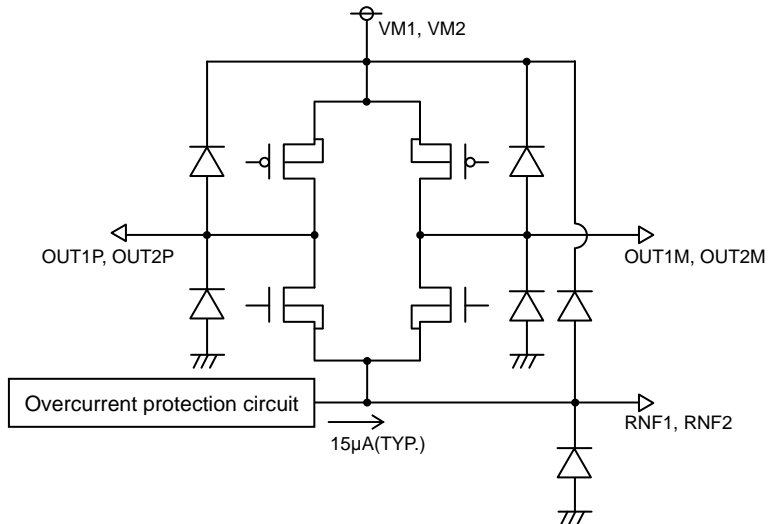 VM1, VM2
OUT1P, OUT2P
OUT1M, OUT2M
Overcurrent protection circuit
RNF1, RNF2
15µA(TYP.)